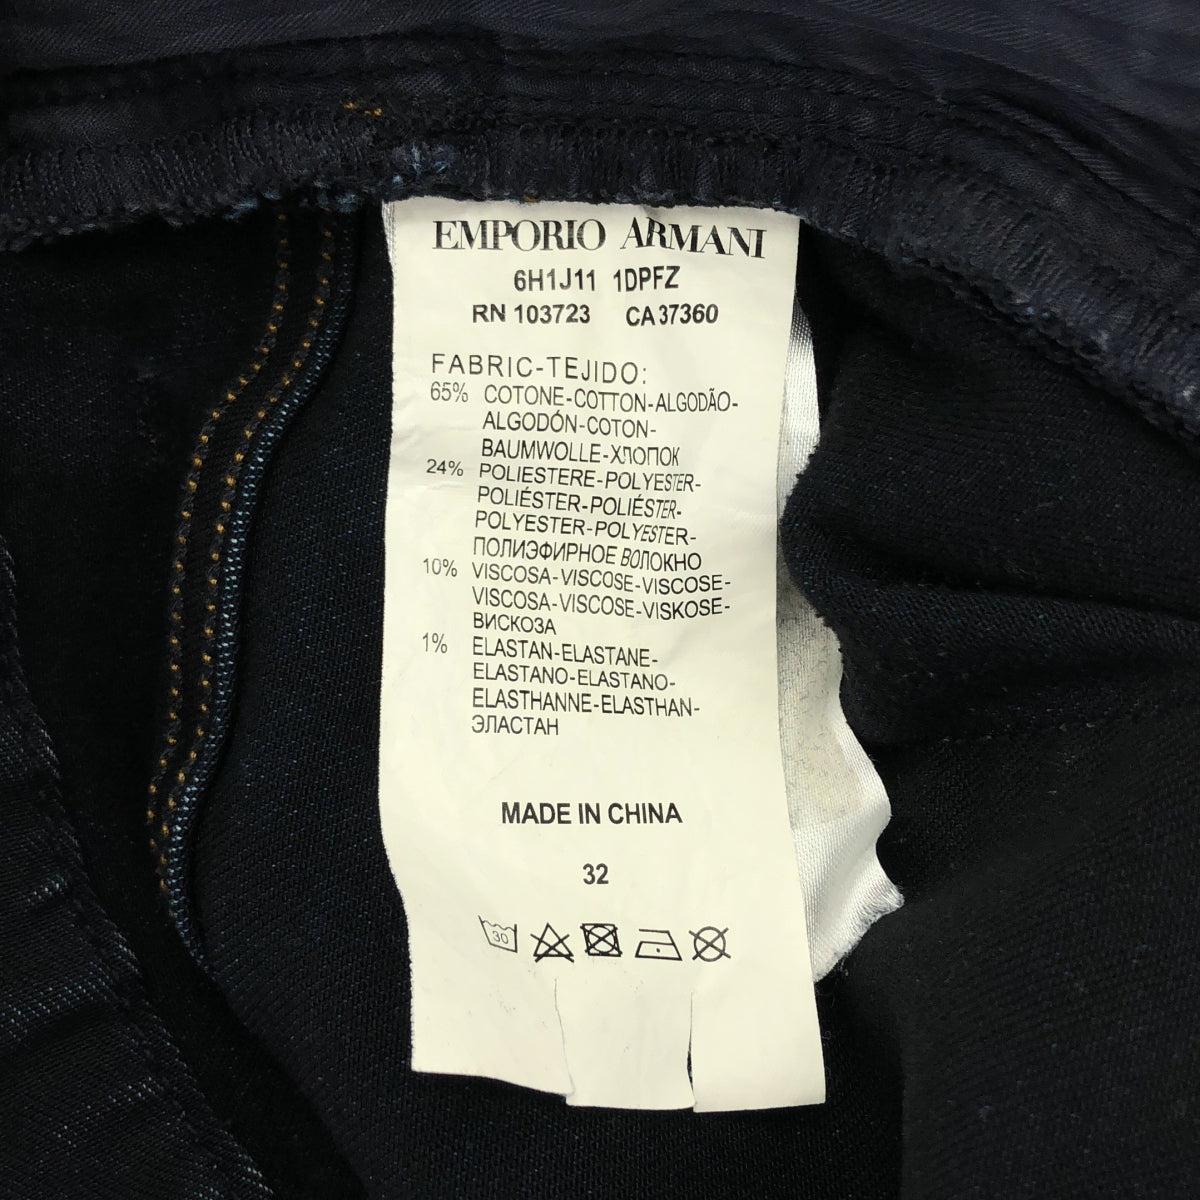 EMPORIO ARMANI
6H1J11 1DPFZ
RN 103723 CA 37360
FABRIC-TEJIDO:
65% COTONE-COTTON-ALGODÃO-
ALGODÓN-COTON-
BAUMWOLLE-ХЛОПОК
24% POLIESTERE-POLYESTER-
POLIÉSTER-POLIÉSTER-
POLYESTER-POLYESTER-
ПОЛИЭФИРНОЕ ВОЛОКНО
10% VISCOSA-VISCOSE-VISCOSE-
VISCOSA-VISCOSE-VISKOSE-
ВИСКОЗА
1% ELASTAN-ELASTANE-
ELASTANO-ELASTANO-
ELASTHANNE-ELASTHAN-
ЭЛАСТАН
MADE IN CHINA
32
30